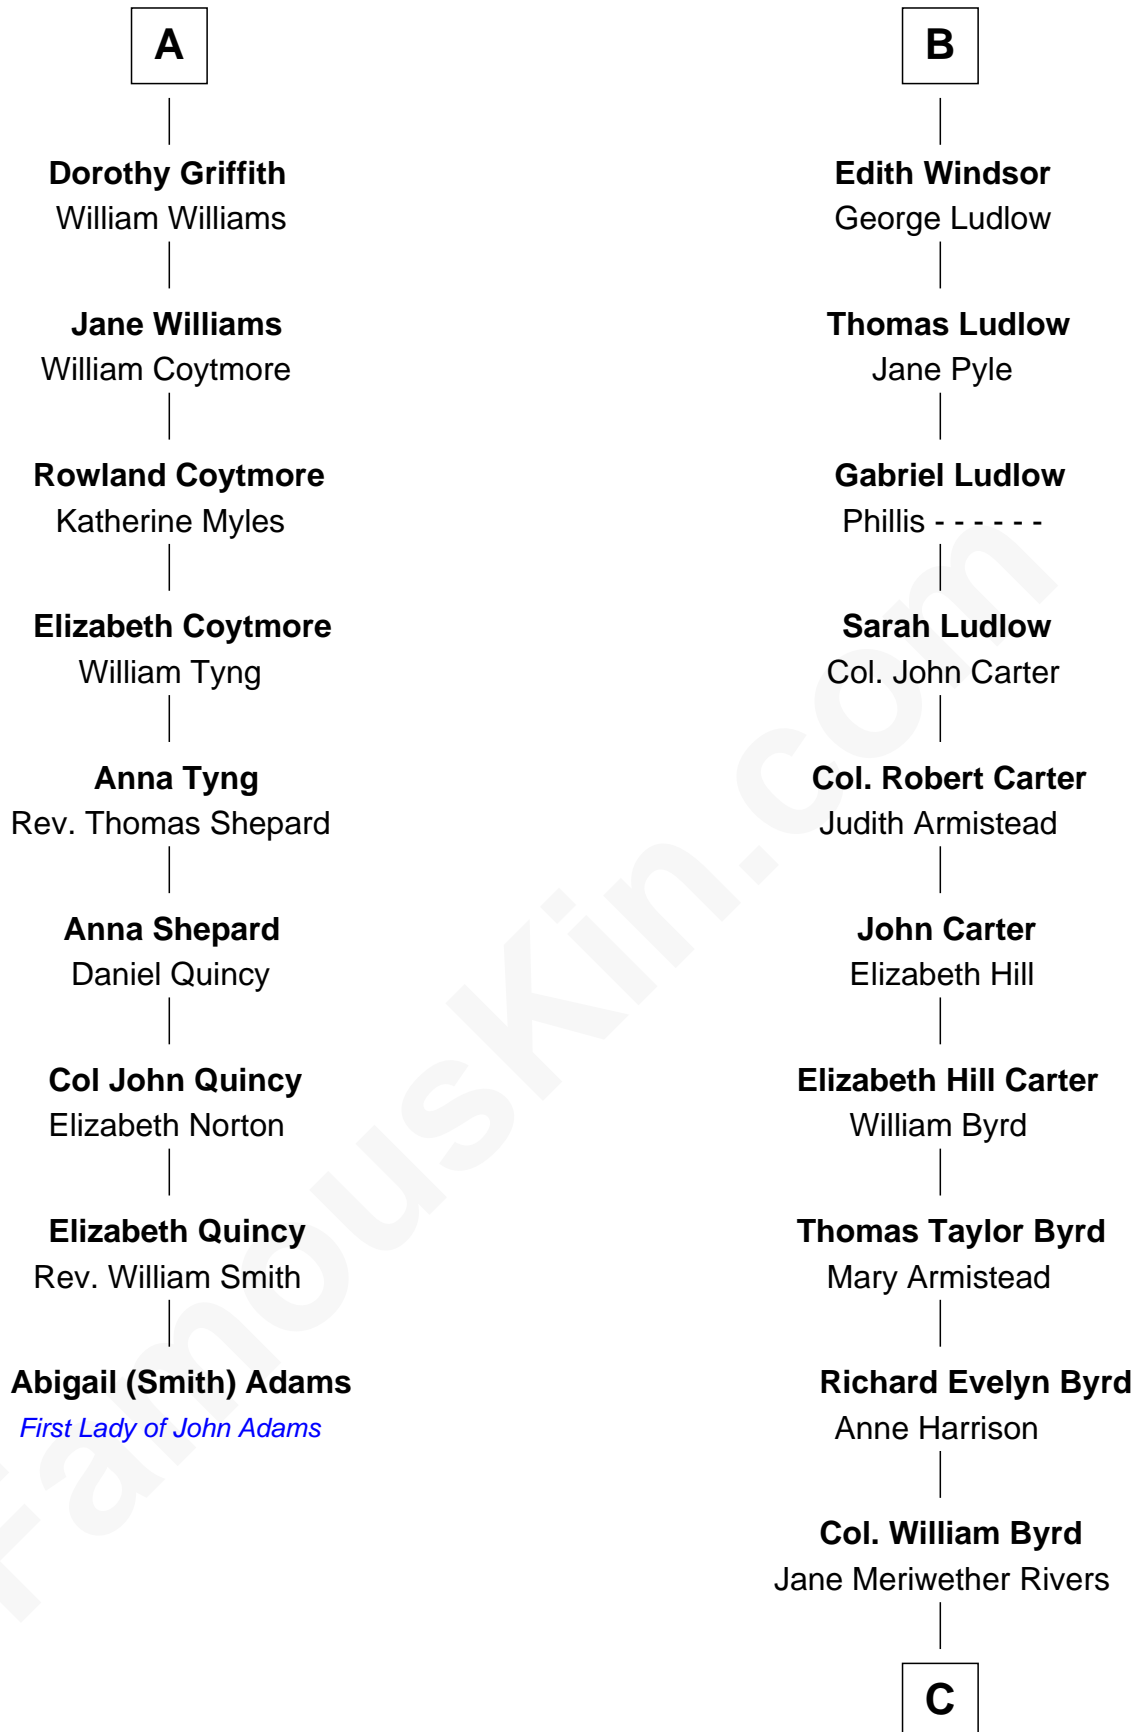 A
Dorothy Griffith
William Williams
Jane Williams
William Coytmore
Rowland Coytmore
Katherine Myles
Elizabeth Coytmore
William Tyng
Anna Tyng
Rev. Thomas Shepard
Anna Shepard
Daniel Quincy
Col John Quincy
Elizabeth Norton
Elizabeth Quincy
Rev. William Smith
Abigail (Smith) Adams
First Lady of John Adams
B
Edith Windsor
George Ludlow
Thomas Ludlow
Jane Pyle
Gabriel Ludlow
Phillis - - - - - -
Sarah Ludlow
Col. John Carter
Col. Robert Carter
Judith Armistead
John Carter
Elizabeth Hill
Elizabeth Hill Carter
William Byrd
Thomas Taylor Byrd
Mary Armistead
Richard Evelyn Byrd
Anne Harrison
Col. William Byrd
Jane Meriwether Rivers
C
FamousKin.com